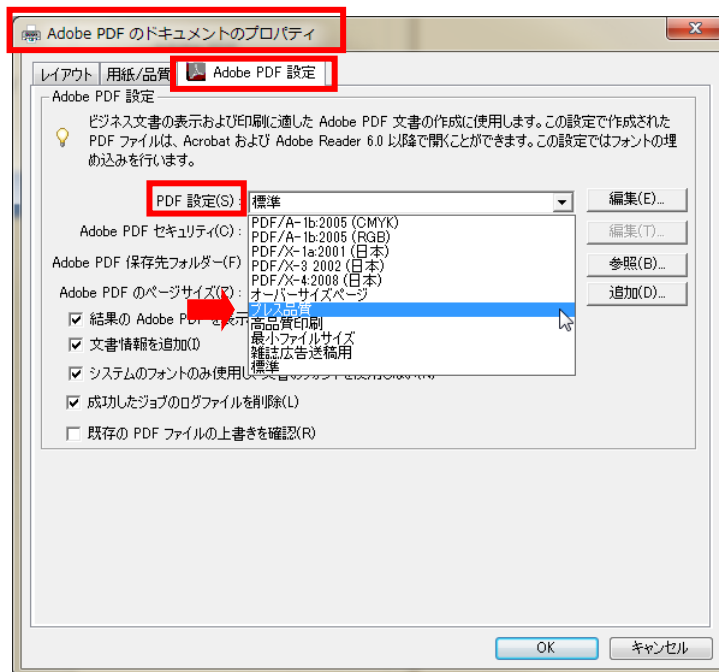 Adobe PDF のドキュメントのプロパティ
レイアウト 用紙/品質 Adobe PDF 設定
Adobe PDF 設定
ビジネス文書の表示および印刷に適した Adobe PDF 文書の作成に使用します。この設定で作成された
PDF ファイルは、Acrobat および Adobe Reader 6.0 以降で開くことができます。この設定ではフォントの埋
め込みを行います。
PDF 設定(S): 標準 編集(E)...
Adobe PDF セキュリティ(C): 編集(T)...
Adobe PDF 保存先フォルダー(F) 参照(B)...
Adobe PDF のページサイズ(Z): 追加(D)...
PDF/A-1b:2005 (CMYK)
PDF/A-1b:2005 (RGB)
PDF/X-1a:2001 (日本)
PDF/X-3 2002 (日本)
PDF/X-4:2008 (日本)
オーバーサイズページ
プレス品質
高品質印刷
最小ファイルサイズ
雑誌広告送稿用
標準
結果の Adobe PDF を表示
文書情報を追加(I)
システムのフォントのみ使用し
成功したジョブのログファイルを削除(L)
既存の PDF ファイルの上書きを確認(R)
OK キャンセル